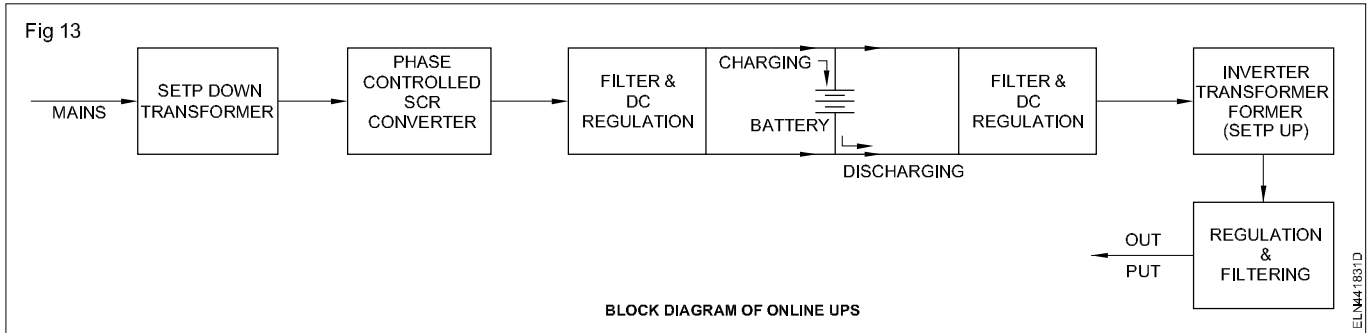 Fig 13
MAINS
SETP DOWN
TRANSFORMER
PHASE
CONTROLLED
SCR
CONVERTER
FILTER &
DC
REGULATION
CHARGING
BATTERY
DISCHARGING
FILTER &
DC
REGULATION
INVERTER
TRANSFORMER
FORMER
(SETP UP)
REGULATION
&
FILTERING
OUT
PUT
BLOCK DIAGRAM OF ONLINE UPS
ELN441831D